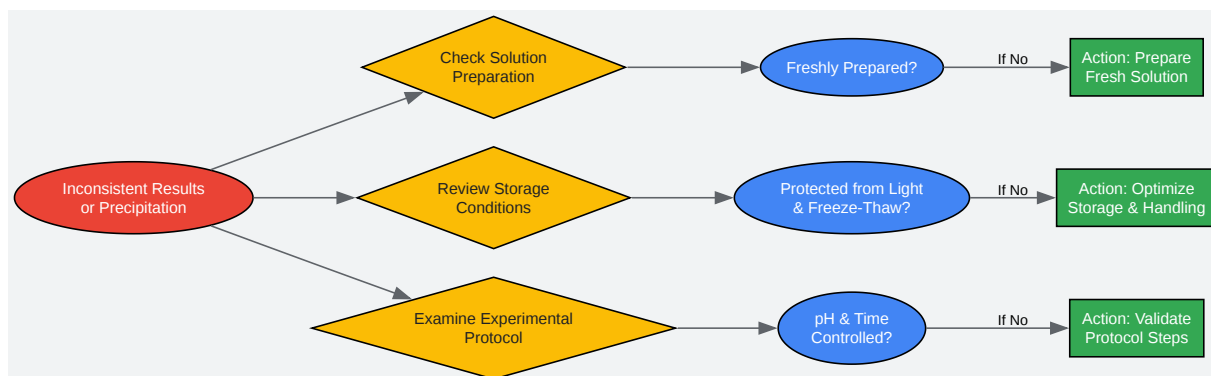 Check Solution
Preparation
Freshly Prepared?
If No
Action: Prepare
Fresh Solution
Inconsistent Results
or Precipitation
Review Storage
Conditions
Protected from Light
& Freeze-Thaw?
If No
Action: Optimize
Storage & Handling
Examine Experimental
Protocol
pH & Time
Controlled?
If No
Action: Validate
Protocol Steps